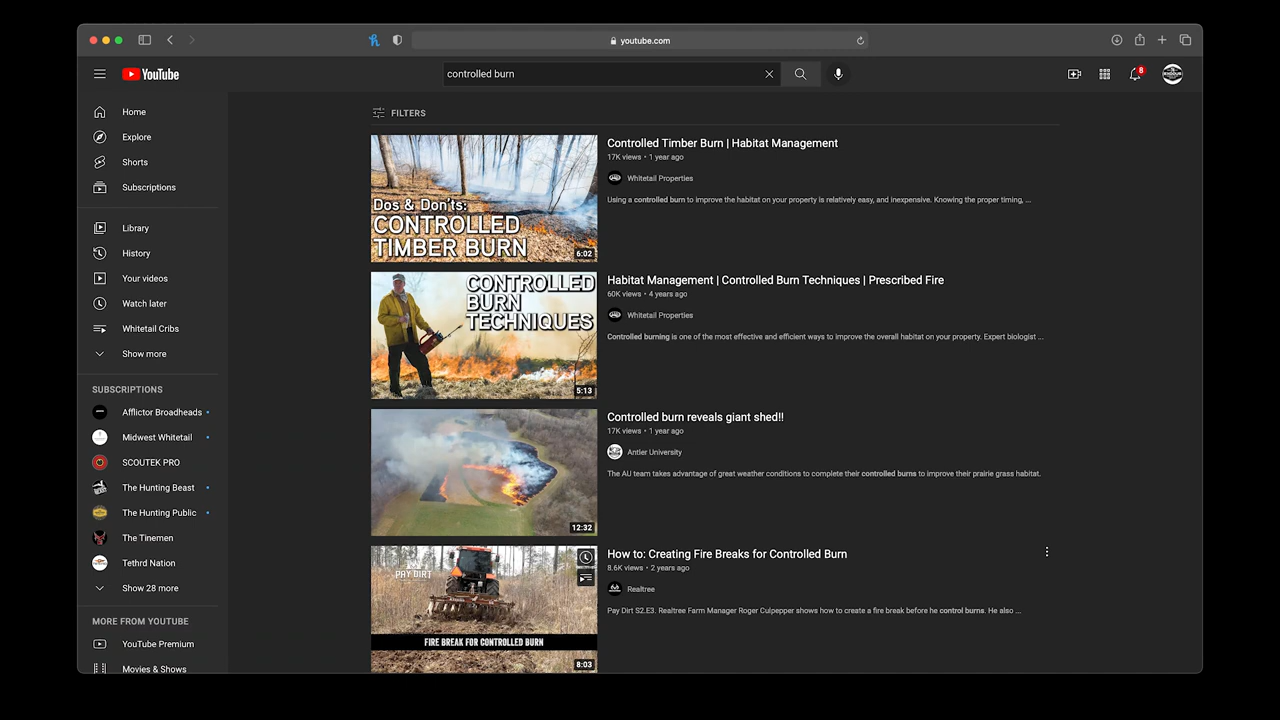 youtube.com
YouTube
controlled burn
8
Home
Explore
Shorts
Subscriptions
Library
History
Your videos
Watch later
Whitetail Cribs
Show more
SUBSCRIPTIONS
Afflictor Broadheads
Midwest Whitetail
SCOUTEK PRO
The Hunting Beast
The Hunting Public
The Tinemen
Tethrd Nation
Show 28 more
MORE FROM YOUTUBE
YouTube Premium
Movies & Shows
FILTERS
Dos & Don'ts:
CONTROLLED
TIMBER BURN
6:02
Controlled Timber Burn | Habitat Management
17K views • 1 year ago
Whitetail Properties
Using a controlled burn to improve the habitat on your property is relatively easy, and inexpensive. Knowing the proper timing, ...
CONTROLLED
BURN
TECHNIQUES
5:13
Habitat Management | Controlled Burn Techniques | Prescribed Fire
60K views • 4 years ago
Whitetail Properties
Controlled burning is one of the most effective and efficient ways to improve the overall habitat on your property. Expert biologist ...
12:32
Controlled burn reveals giant shed!!
17K views • 1 year ago
Antler University
The AU team takes advantage of great weather conditions to complete their controlled burns to improve their prairie grass habitat.
PAY DIRT
FIRE BREAK FOR CONTROLLED BURN
8:03
How to: Creating Fire Breaks for Controlled Burn
8.6K views • 2 years ago
Realtree
Pay Dirt S2.E3. Realtree Farm Manager Roger Culpepper shows how to create a fire break before he control burns. He also ...